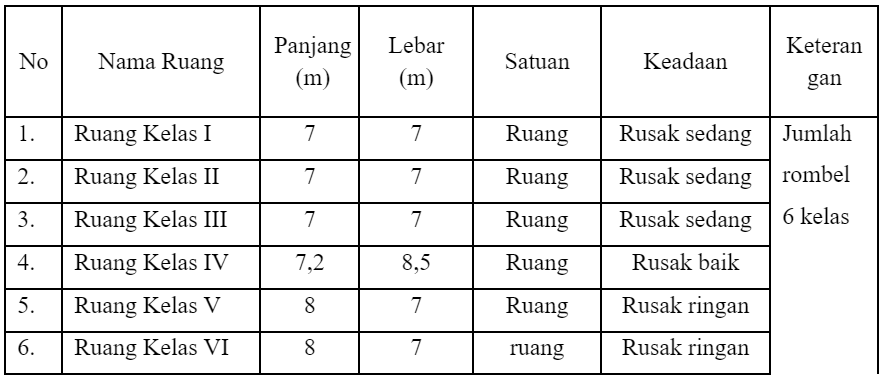 No Nama Ruang Panjang (m) Lebar (m) Satuan Keadaan Keteran gan
1. Ruang Kelas I 7 7 Ruang Rusak sedang Jumlah
2. Ruang Kelas II 7 7 Ruang Rusak sedang rombel
3. Ruang Kelas III 7 7 Ruang Rusak sedang 6 kelas
4. Ruang Kelas IV 7,2 8,5 Ruang Rusak baik
5. Ruang Kelas V 8 7 Ruang Rusak ringan
6. Ruang Kelas VI 8 7 ruang Rusak ringan